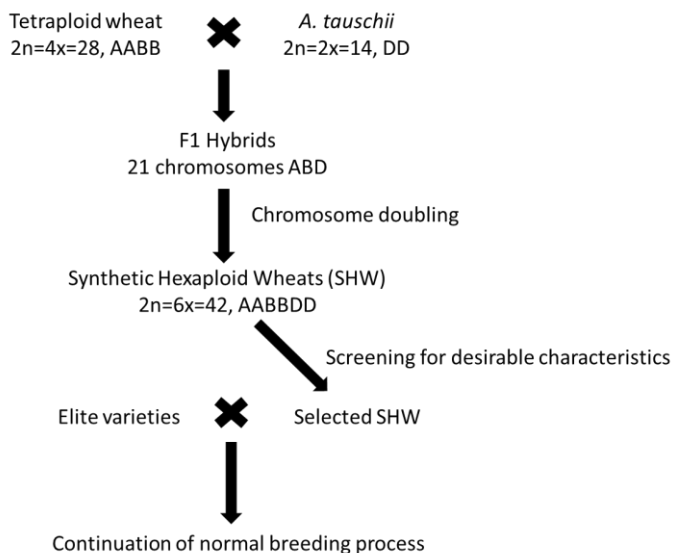 Tetraploid wheat
2n=4x=28, AABB
A. tauschii
2n=2x=14, DD
F1 Hybrids
21 chromosomes ABD
Chromosome doubling
Synthetic Hexaploid Wheats (SHW)
2n=6x=42, AABBDD
Screening for desirable characteristics
Elite varieties
Selected SHW
Continuation of normal breeding process